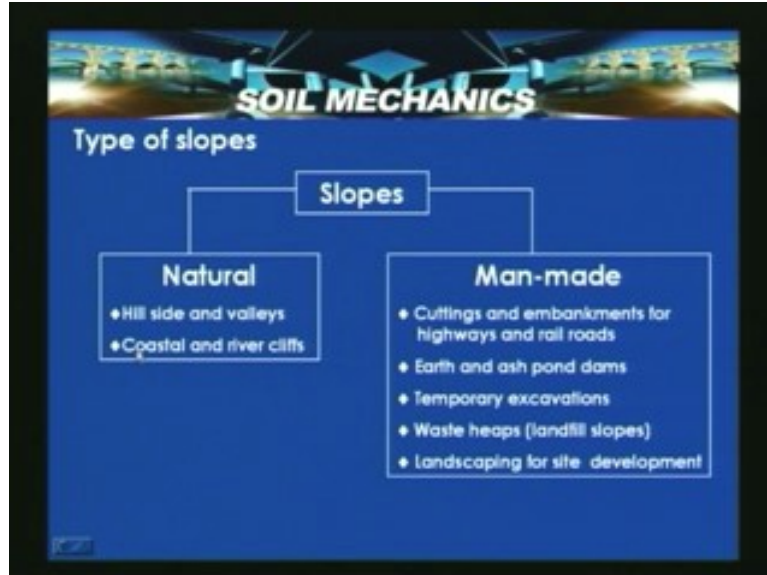 SOIL MECHANICS
Type of slopes
Slopes
Natural
Hill side and valleys
Coastal and river cliffs
Man-made
Cuttings and embankments for
highways and rail roads
Earth and ash pond dams
Temporary excavations
Waste heaps (landfill slopes)
Landscaping for site development